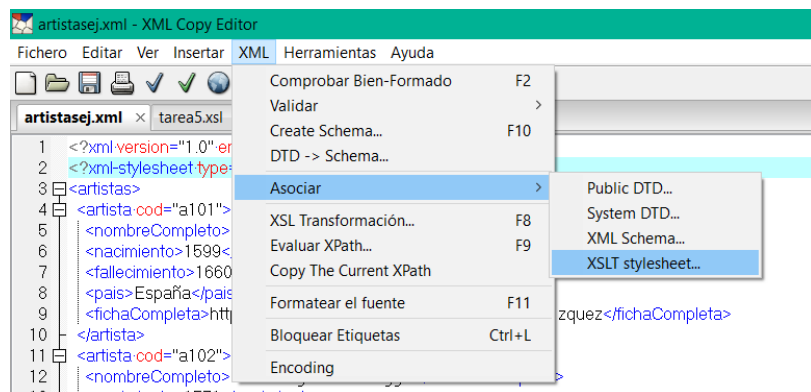 artistasej.xml - XML Copy Editor
Fichero Editar Ver Insertar XML Herramientas Ayuda
artistasej.xml × tarea5.xsl
Comprobar Bien-Formado F2
Validar >
Create Schema... F10
DTD -> Schema...
Asociar >
XSL Transformación... F8
Evaluar XPath... F9
Copy The Current XPath
Formatear el fuente F11
Bloquear Etiquetas Ctrl+L
Encoding
Public DTD...
System DTD...
XML Schema...
XSLT stylesheet...
1 <?xml·version="1.0"·
2 <?xml-stylesheet·type=
3 <artistas>
4 <artista·cod="a101">
5 <nombreCompleto>
6 <nacimiento>1599<
7 <fallecimiento>1660
8 <pais>España</pais
9 <fichaCompleta>http zquez</fichaCompleta>
10 </artista>
11 <artista·cod="a102">
12 <nombreCompleto> >